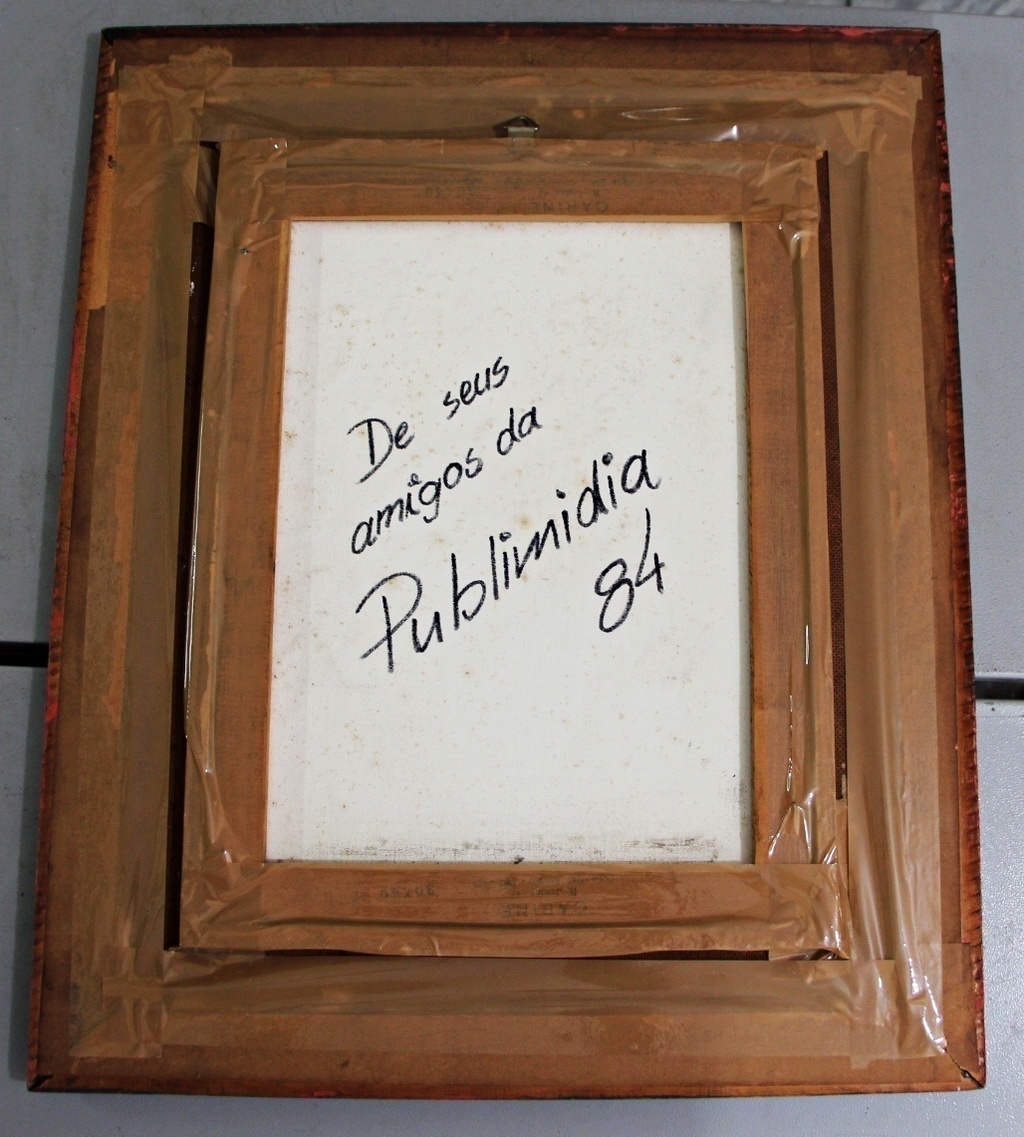 De seus
amigos da
Publimidia
84